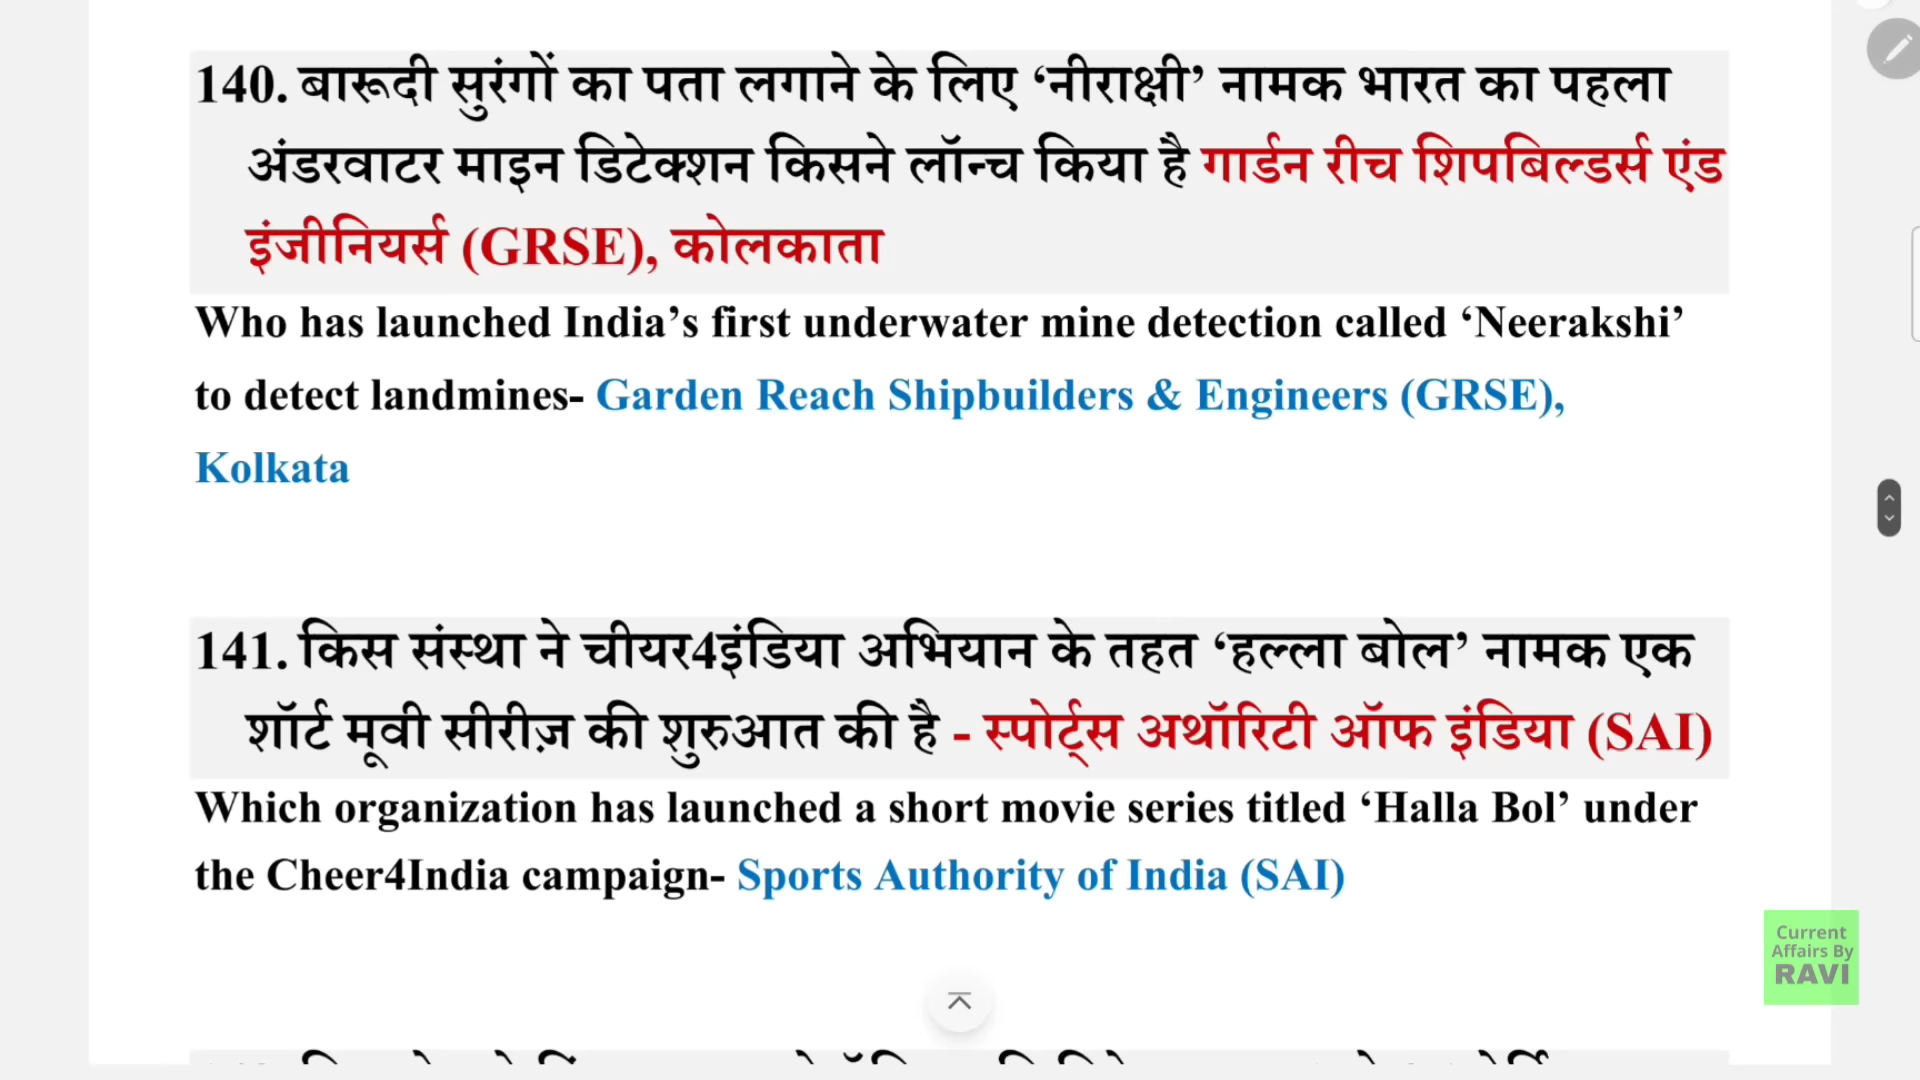 140. बारूदी सुरंगों का पता लगाने के लिए ‘नीराक्षी’ नामक भारत का पहला
अंडरवाटर माइन डिटेक्शन किसने लॉन्च किया है गार्डन रीच शिपबिल्डर्स एंड
इंजीनियर्स (GRSE), कोलकाता
Who has launched India’s first underwater mine detection called ‘Neerakshi’
to detect landmines- Garden Reach Shipbuilders & Engineers (GRSE),
Kolkata
141. किस संस्था ने चीयर4इंडिया अभियान के तहत ‘हल्ला बोल’ नामक एक
शॉर्ट मूवी सीरीज़ की शुरुआत की है - स्पोर्ट्स अथॉरिटी ऑफ इंडिया (SAI)
Which organization has launched a short movie series titled ‘Halla Bol’ under
the Cheer4India campaign- Sports Authority of India (SAI)
Current
Affairs By
RAVI